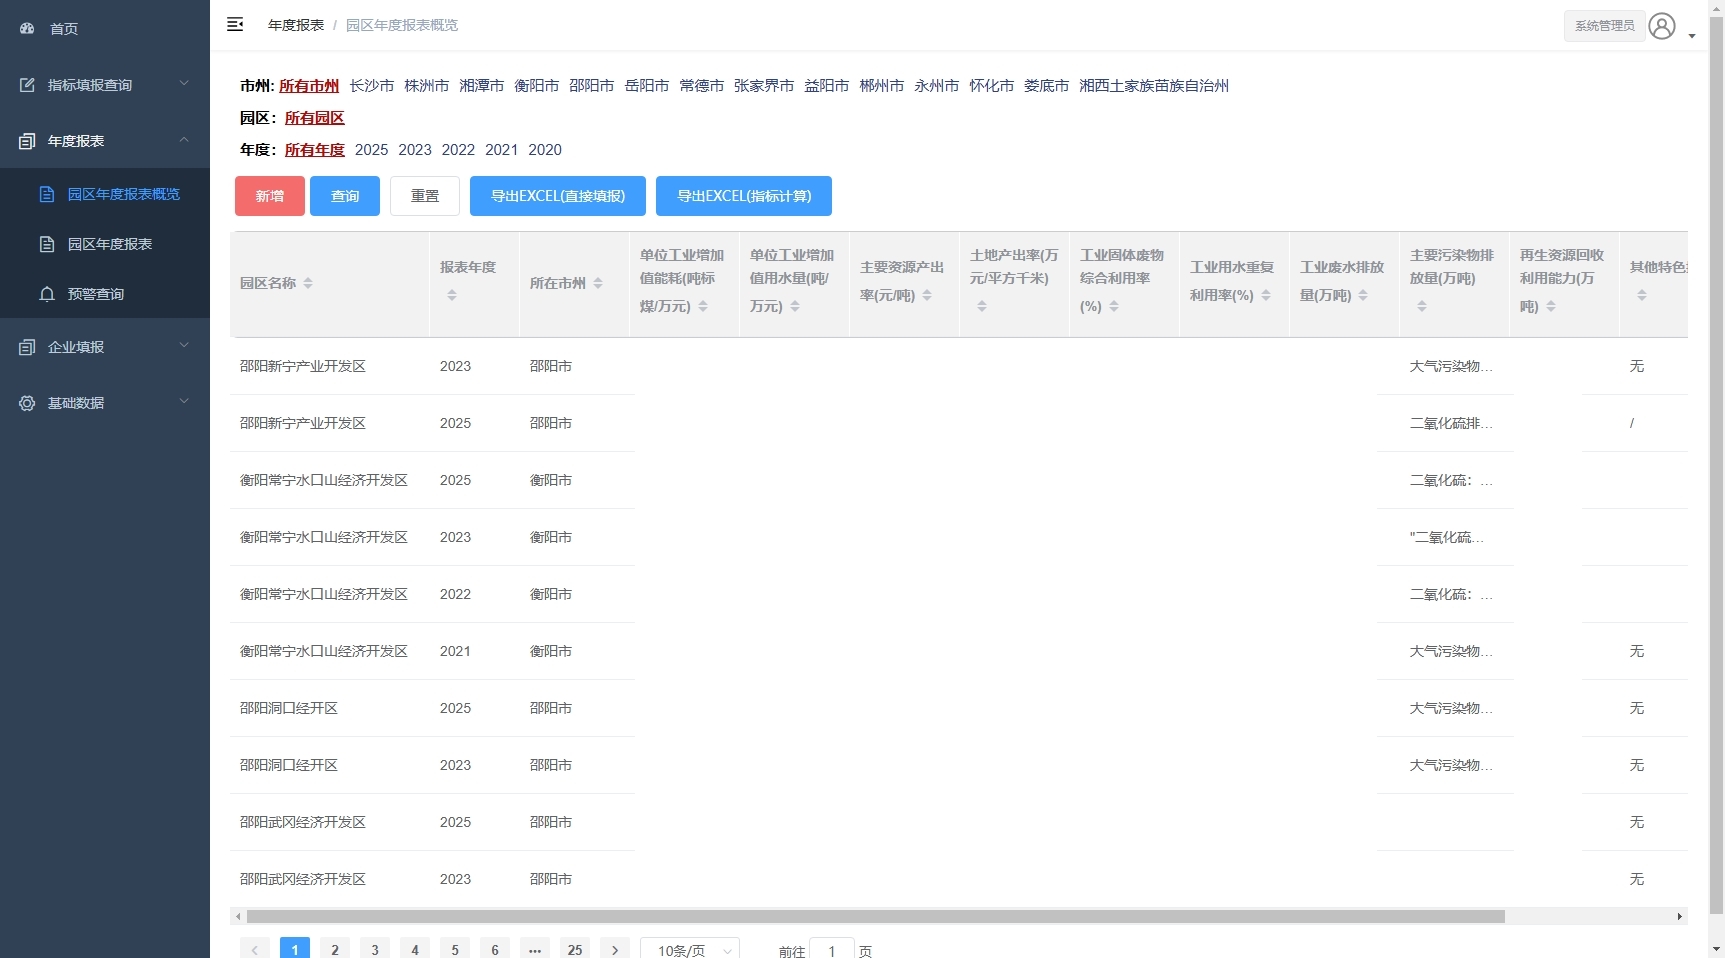 首页
指标填报查询
年度报表
园区年度报表概览
园区年度报表
预警查询
企业填报
基础数据
年度报表 / 园区年度报表概览
系统管理员
市州: 所有市州 长沙市 株洲市 湘潭市 衡阳市 邵阳市 岳阳市 常德市 张家界市 益阳市 郴州市 永州市 怀化市 娄底市 湘西土家族苗族自治州
园区: 所有园区
年度: 所有年度 2025 2023 2022 2021 2020
新增 查询 重置 导出EXCEL(直接填报) 导出EXCEL(指标计算)
园区名称
报表年度
所在市州
单位工业增加
值能耗(吨标
煤/万元)
单位工业增加
值用水量(吨/
万元)
主要资源产出
率(元/吨)
土地产出率(万
元/平方千米)
工业固体废物
综合利用率
(%)
工业用水重复
利用率(%)
工业废水排放
量(万吨)
主要污染物排
放量(万吨)
再生资源回收
利用能力(万
吨)
其他特色
邵阳新宁产业开发区 2023 邵阳市 大气污染物... 无
邵阳新宁产业开发区 2025 邵阳市 二氧化硫排... /
衡阳常宁水口山经济开发区 2025 衡阳市 二氧化硫：...
衡阳常宁水口山经济开发区 2023 衡阳市 "二氧化硫...
衡阳常宁水口山经济开发区 2022 衡阳市 二氧化硫：...
衡阳常宁水口山经济开发区 2021 衡阳市 大气污染物... 无
邵阳洞口经开区 2025 邵阳市 大气污染物... 无
邵阳洞口经开区 2023 邵阳市 大气污染物... 无
邵阳武冈经济开发区 2025 邵阳市 无
邵阳武冈经济开发区 2023 邵阳市 无
1 2 3 4 5 6 ... 25 10条/页 前往 1 页